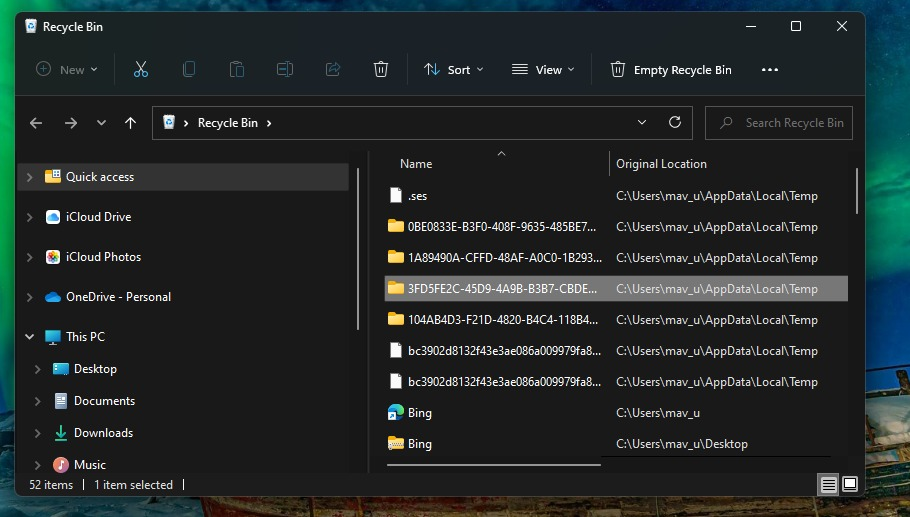 Recycle Bin
New
Sort
View
Empty Recycle Bin
Recycle Bin
Search Recycle Bin
Quick access
iCloud Drive
iCloud Photos
OneDrive - Personal
This PC
Desktop
Documents
Downloads
Music
Name Original Location
.ses C:\Users\mav_u\AppData\Local\Temp
0BE0833E-B3F0-408F-9635-485BE7... C:\Users\mav_u\AppData\Local\Temp
1A89490A-CFFD-48AF-A0C0-1B293... C:\Users\mav_u\AppData\Local\Temp
3FD5FE2C-45D9-4A9B-B3B7-CBDE... C:\Users\mav_u\AppData\Local\Temp
104AB4D3-F21D-4820-B4C4-118B4... C:\Users\mav_u\AppData\Local\Temp
bc3902d8132f43e3ae086a009979fa8... C:\Users\mav_u\AppData\Local\Temp
bc3902d8132f43e3ae086a009979fa8... C:\Users\mav_u\AppData\Local\Temp
Bing C:\Users\mav_u
Bing C:\Users\mav_u\Desktop
52 items 1 item selected